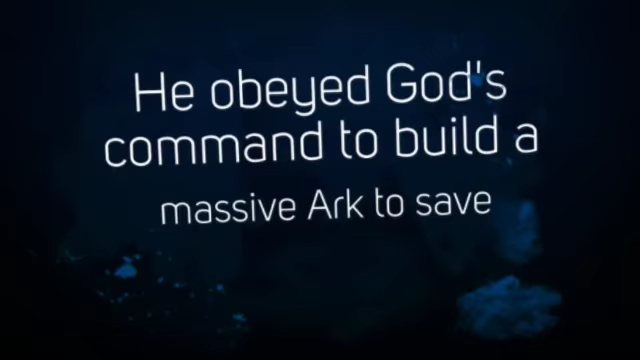 He obeyed God's
command to build a
massive Ark to save